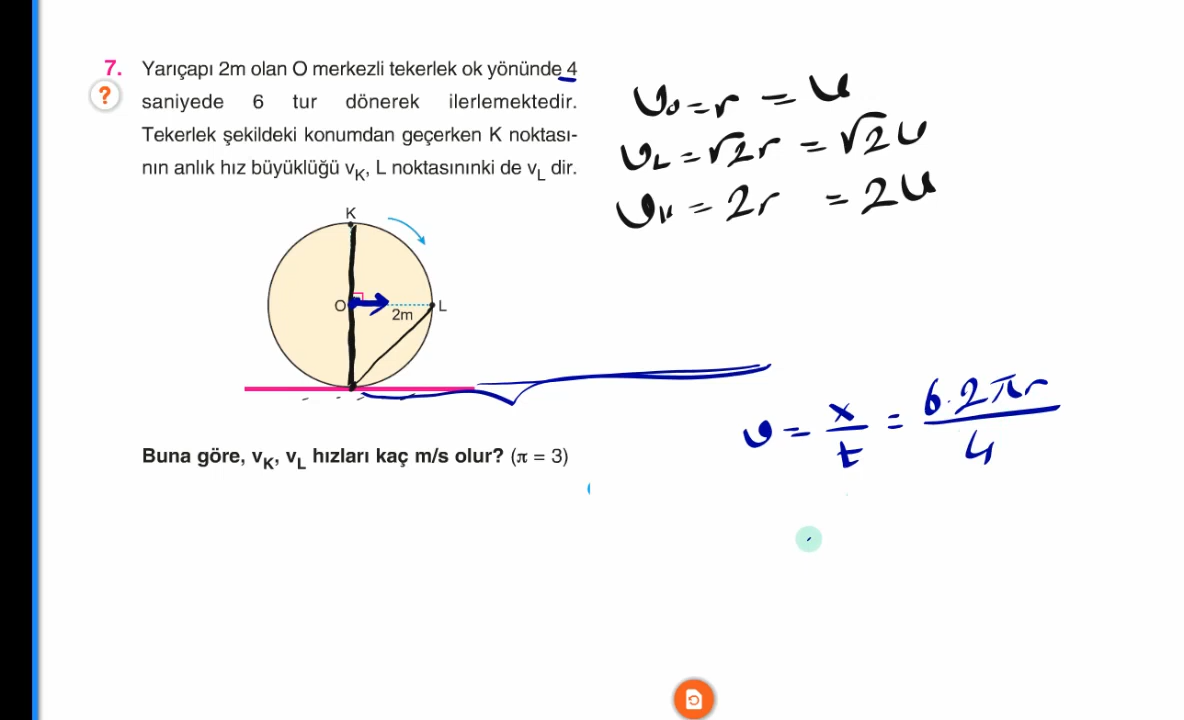 7. Yarıçapı 2m olan O merkezli tekerlek ok yönünde 4
? saniyede 6 tur dönerek ilerlemektedir.
Tekerlek şekildeki konumdan geçerken K noktası-
nın anlık hız büyüklüğü vK, L noktasınınki de vL dir.
υo = r = υ
υL = √2r = √2υ
υK = 2r = 2υ
K
O
L
2m
υ = x/t = 6.2πr/4
Buna göre, vK, vL hızları kaç m/s olur? (π = 3)